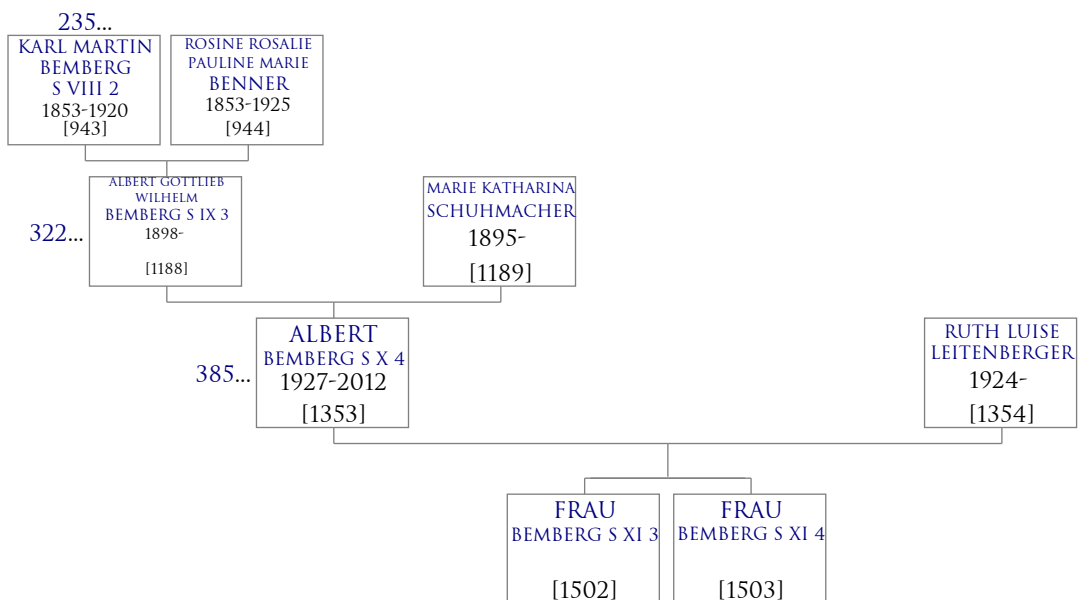 235...
KARL MARTIN
BEMBERG
S VIII 2
1853-1920
[943]
ROSINE ROSALIE
PAULINE MARIE
BENNER
1853-1925
[944]
322...
ALBERT GOTTLIEB
WILHELM
BEMBERG S IX 3
1898-
[1188]
MARIE KATHARINA
SCHUHMACHER
1895-
[1189]
385...
ALBERT
BEMBERG S X 4
1927-2012
[1353]
RUTH LUISE
LEITENBERGER
1924-
[1354]
FRAU
BEMBERG S XI 3
[1502]
FRAU
BEMBERG S XI 4
[1503]